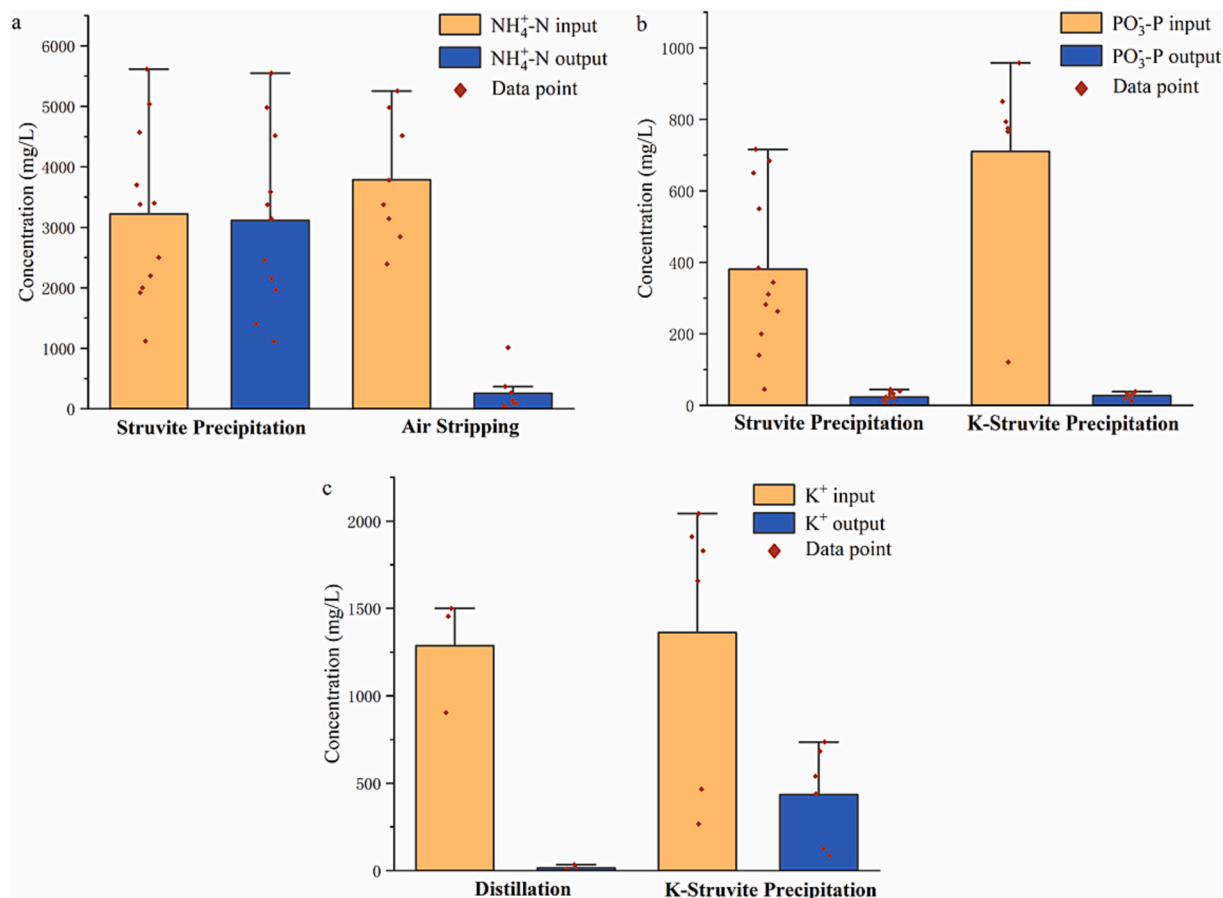 a
NH₄⁺-N input
NH₄⁺-N output
Data point
Concentration (mg/L)
6000
5000
4000
3000
2000
1000
0
Struvite Precipitation
Air Stripping
b
PO₃⁻-P input
PO₃⁻-P output
Data point
Concentration (mg/L)
1000
800
600
400
200
0
Struvite Precipitation
K-Struvite Precipitation
c
K⁺ input
K⁺ output
Data point
Concentration (mg/L)
2000
1500
1000
500
0
Distillation
K-Struvite Precipitation